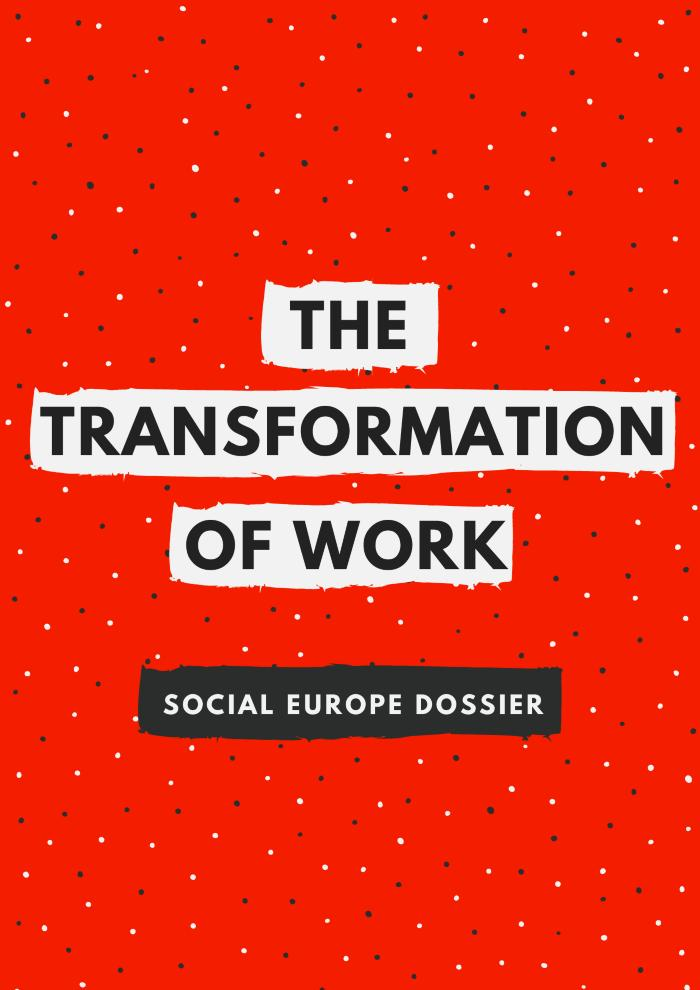 THE
TRANSFORMATION
OF WORK
SOCIAL EUROPE DOSSIER